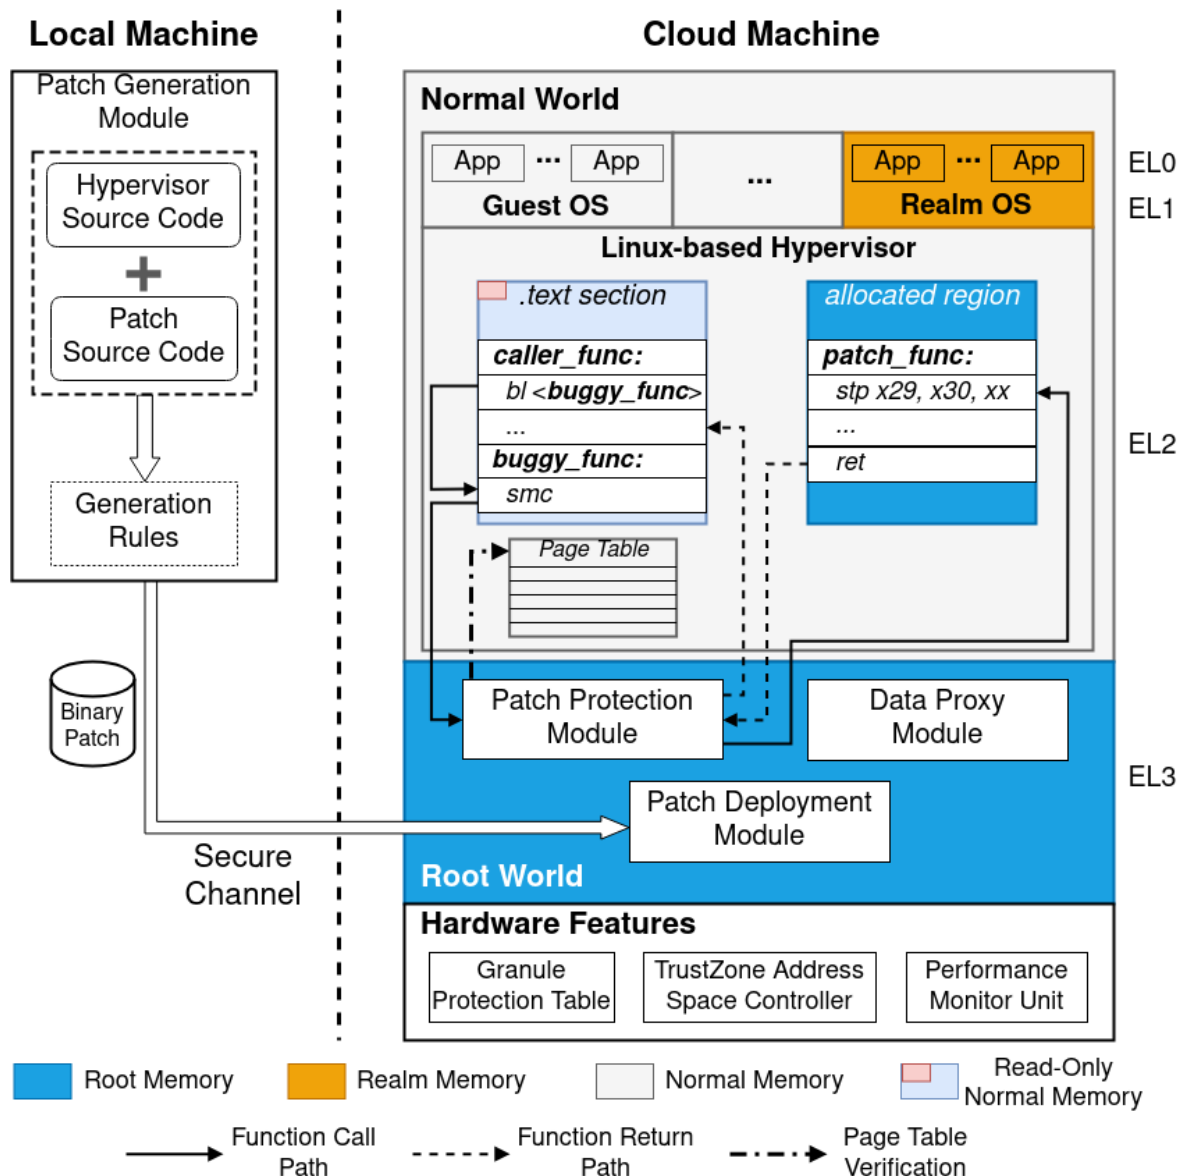 Local Machine
Cloud Machine
Patch Generation
Module
Hypervisor
Source Code
Patch
Source Code
Generation
Rules
Binary
Patch
Secure
Channel
Normal World
App ... App
Guest OS
...
App ... App
Realm OS
EL0
EL1
Linux-based Hypervisor
.text section
caller_func:
bl <buggy_func>
...
buggy_func:
smc
allocated region
patch_func:
stp x29, x30, xx
...
ret
EL2
Page Table
Patch Protection
Module
Data Proxy
Module
Patch Deployment
Module
EL3
Root World
Hardware Features
Granule
Protection Table
TrustZone Address
Space Controller
Performance
Monitor Unit
Root Memory
Realm Memory
Normal Memory
Read-Only
Normal Memory
Function Call
Path
Function Return
Path
Page Table
Verification